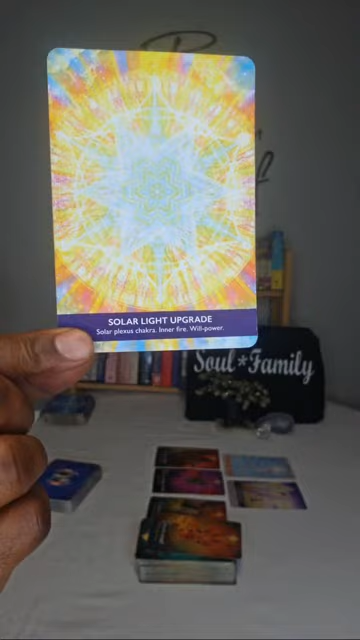 SOLAR LIGHT UPGRADE
Solar plexus chakra. Inner fire. Will-power.
Soul*Family